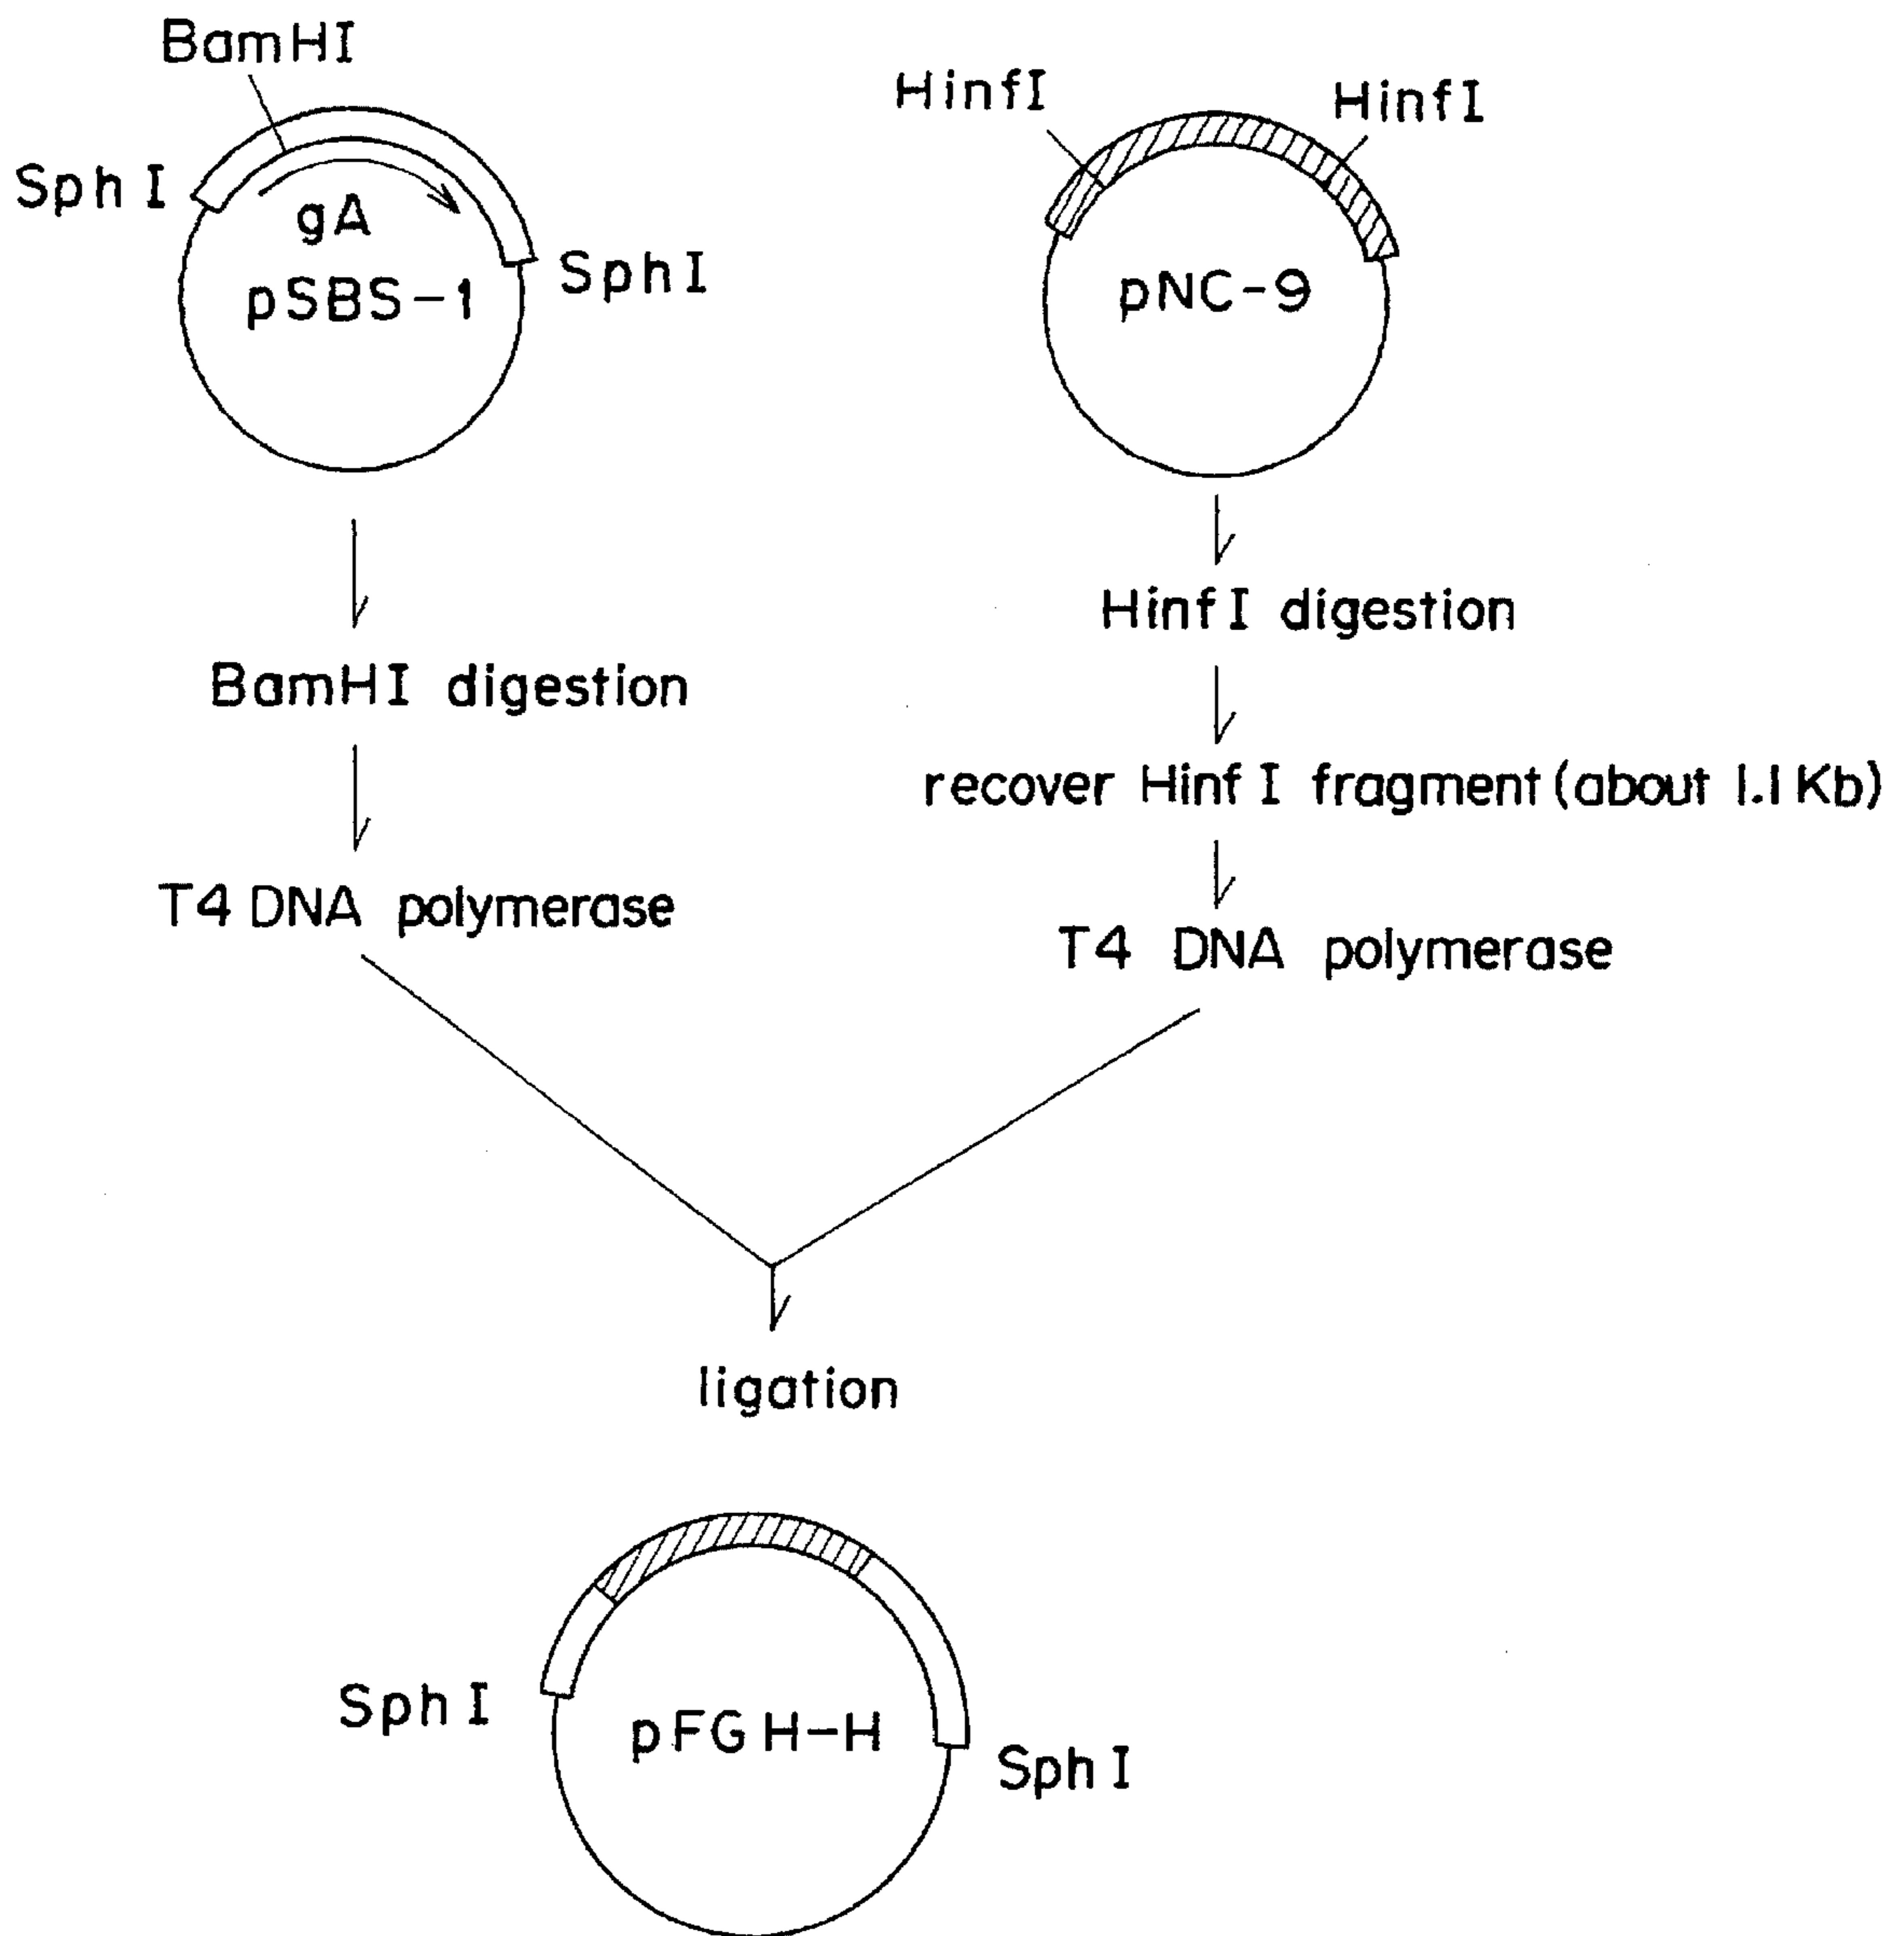 BamHI
SphI
gA
pSBS-1
SphI
BamHI digestion
T4 DNA polymerase
HinfI
HinfI
pNC-9
HinfI digestion
recover HinfI fragment (about 1.1Kb)
T4 DNA polymerase
ligation
SphI
pFGH-H
SphI